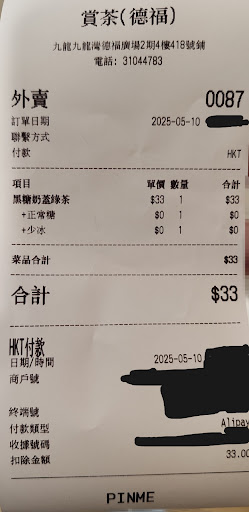 賞茶(德福)
九龍九龍灣德福廣場2期4樓418號鋪
電話: 31044783
外賣 0087
訂單日期 2025-05-10
聯繫方式
付款 HKT
項目 單價 數量 合計
黑糖奶蓋綠茶 $33 1 $33
+正常糖 $0 1 $0
+少冰 $0 1 $0
菜品合計 $33
合計 $33
HKT付款
日期/時間 2025-05-10
商戶號
終端號
付款類型 Alipay
收據號碼
扣除金額 33.00
PINME